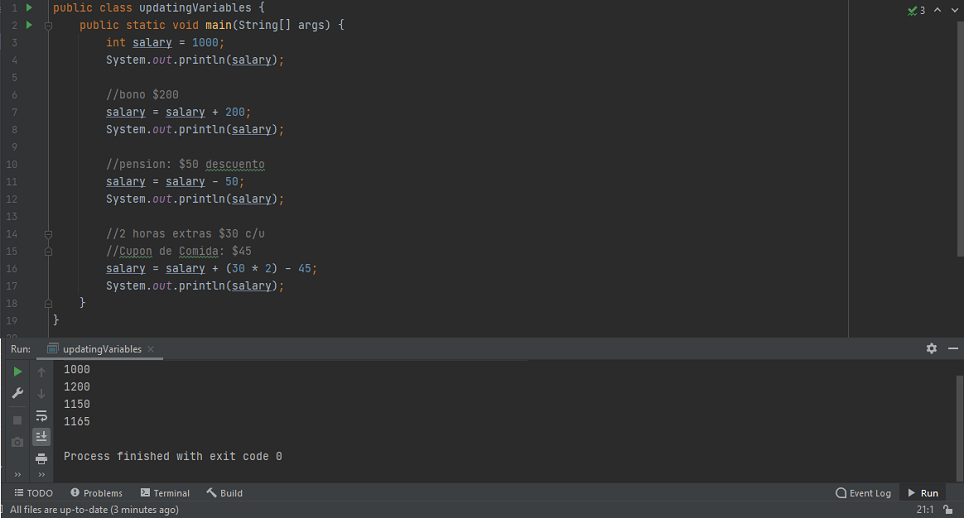 1 public class updatingVariables {
2 public static void main(String[] args) {
3 int salary = 1000;
4 System.out.println(salary);
5
6 //bono $200
7 salary = salary + 200;
8 System.out.println(salary);
9
10 //pension: $50 descuento
11 salary = salary - 50;
12 System.out.println(salary);
13
14 //2 horas extras $30 c/u
15 //Cupon de Comida: $45
16 salary = salary + (30 * 2) - 45;
17 System.out.println(salary);
18 }
19 }
20
3
Run: updatingVariables
1000
1200
1150
1165
Process finished with exit code 0
TODO Problems Terminal Build Event Log Run
All files are up-to-date (3 minutes ago) 21:1